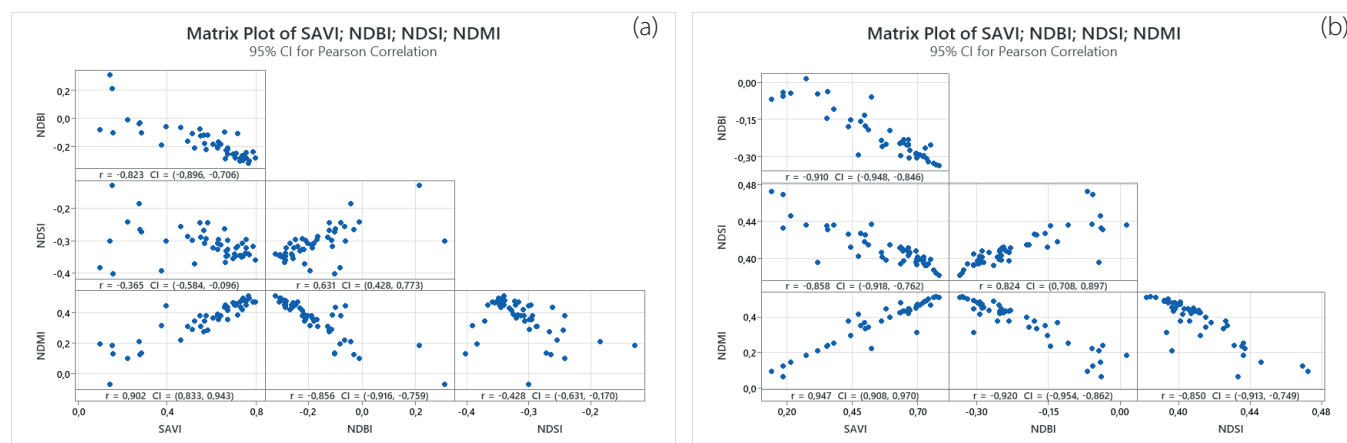 Matrix Plot of SAVI; NDBI; NDSI; NDMI
(a)
95% CI for Pearson Correlation
0,2
0,0
-0,2
NDBI
r = -0,823 CI = (-0,896, -0,706)
-0,2
-0,3
-0,4
NDSI
r = -0,365 CI = (-0,584, -0,096)
r = 0,631 CI = (0,428, 0,773)
0,4
0,2
0,0
NDMI
r = 0,902 CI = (0,833, 0,943)
r = -0,856 CI = (-0,916, -0,759)
r = -0,428 CI = (-0,631, -0,170)
0,0 0,4 0,8 -0,2 0,0 0,2 -0,4 -0,3 -0,2
SAVI NDBI NDSI
Matrix Plot of SAVI; NDBI; NDSI; NDMI
(b)
95% CI for Pearson Correlation
0,00
-0,15
-0,30
NDBI
r = -0,910 CI = (-0,948, -0,846)
0,48
0,44
0,40
NDSI
r = -0,858 CI = (-0,918, -0,762)
r = 0,824 CI = (0,708, 0,897)
0,4
0,2
0,0
NDMI
r = 0,947 CI = (0,908, 0,970)
r = -0,920 CI = (-0,954, -0,862)
r = -0,850 CI = (-0,913, -0,749)
0,20 0,45 0,70 -0,30 -0,15 0,00 0,40 0,44 0,48
SAVI NDBI NDSI